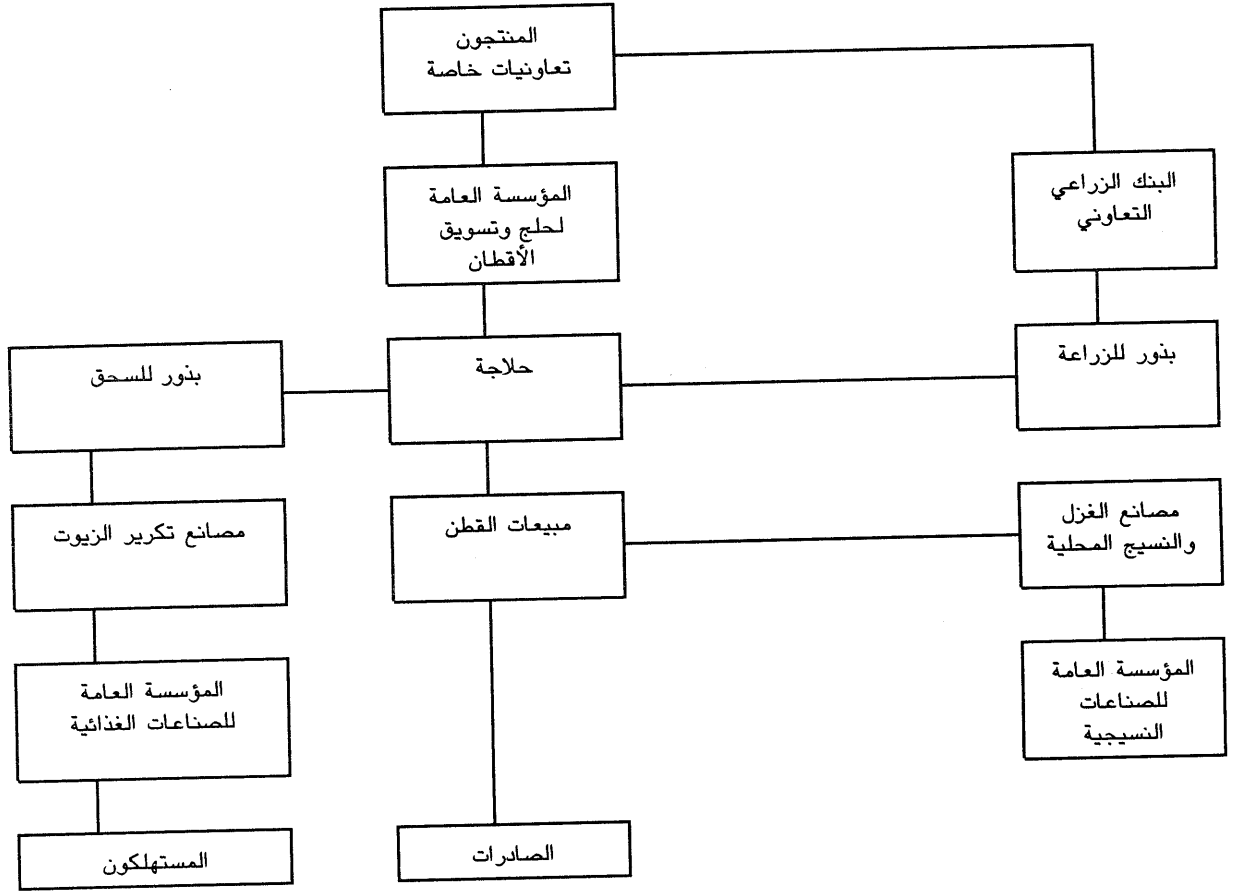 المنتجون
تعاونيات خاصة
البنك الزراعي
التعاوني
المؤسسة العامة
لحلج وتسويق
الأقطان
بذور للزراعة
حلاجة
بذور للسحق
مصانع الغزل
والنسيج المحلية
مبيعات القطن
مصانع تكرير الزيوت
المؤسسة العامة
للصناعات
النسيجية
المؤسسة العامة
للصناعات الغذائية
الصادرات
المستهلكون